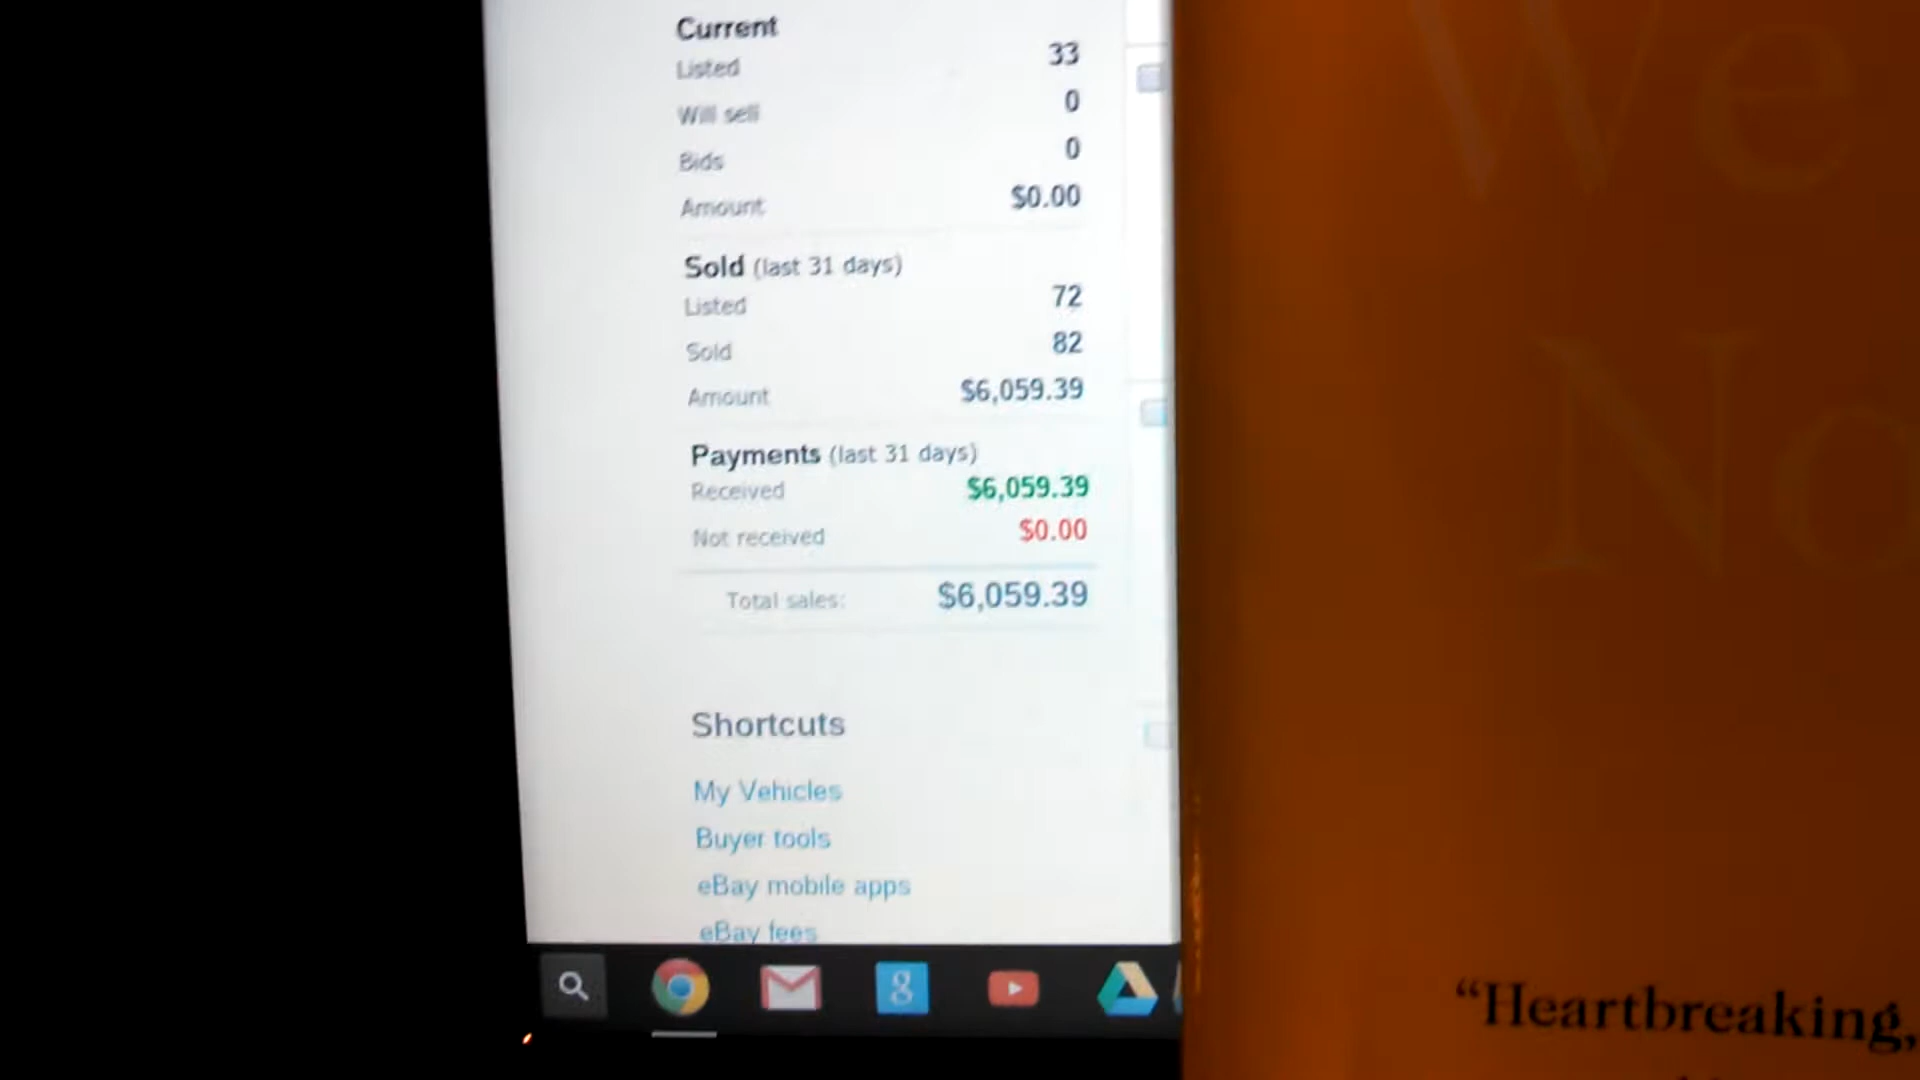 Current
Listed 33
Will sell 0
Bids 0
Amount $0.00
Sold (last 31 days)
Listed 72
Sold 82
Amount $6,059.39
Payments (last 31 days)
Received $6,059.39
Not received $0.00
Total sales: $6,059.39
Shortcuts
My Vehicles
Buyer tools
eBay mobile apps
eBay fees
g
We
No
“Heartbreaking,